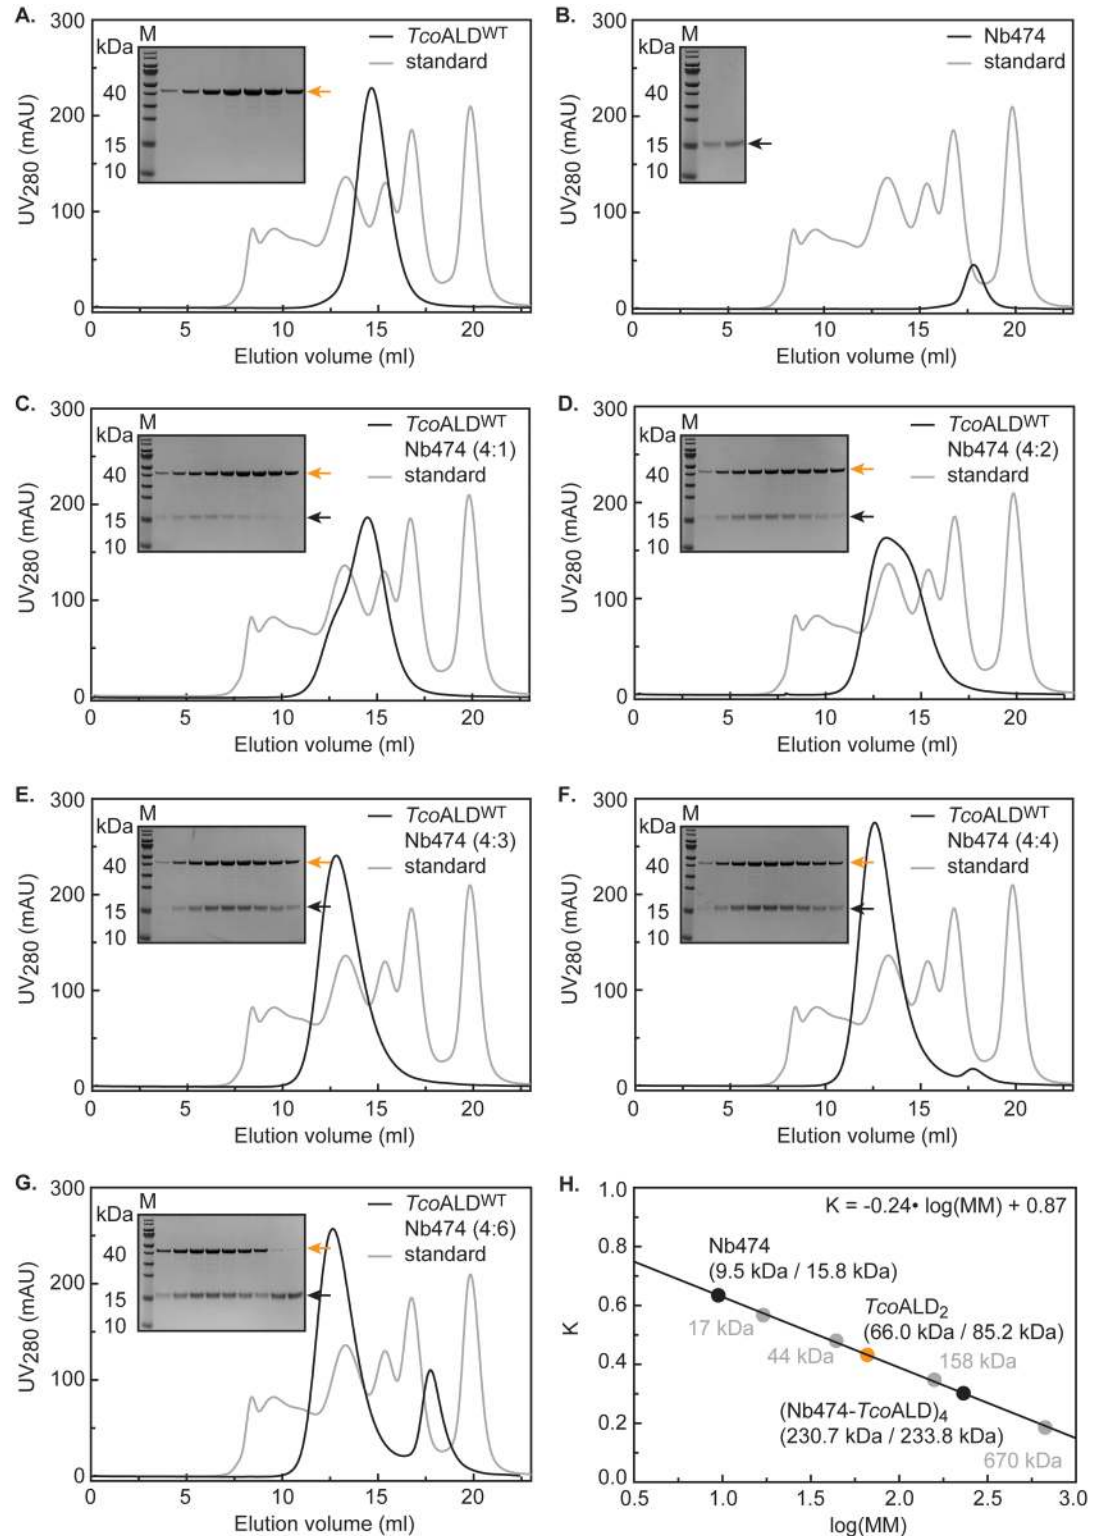 A.
300
200
100
0
UV280 (mAU)
kDa
M
40
15
10
TcoALDWT
standard
0 5 10 15 20
Elution volume (ml)
B.
300
200
100
0
UV280 (mAU)
M
kDa
40
15
10
Nb474
standard
0 5 10 15 20
Elution volume (ml)
C.
300
200
100
0
UV280 (mAU)
M
kDa
40
15
10
TcoALDWT
Nb474 (4:1)
standard
0 5 10 15 20
Elution volume (ml)
D.
300
200
100
0
UV280 (mAU)
M
kDa
40
15
10
TcoALDWT
Nb474 (4:2)
standard
0 5 10 15 20
Elution volume (ml)
E.
300
200
100
0
UV280 (mAU)
M
kDa
40
15
10
TcoALDWT
Nb474 (4:3)
standard
0 5 10 15 20
Elution volume (ml)
F.
300
200
100
0
UV280 (mAU)
M
kDa
40
15
10
TcoALDWT
Nb474 (4:4)
standard
0 5 10 15 20
Elution volume (ml)
G.
300
200
100
0
UV280 (mAU)
M
kDa
40
15
10
TcoALDWT
Nb474 (4:6)
standard
0 5 10 15 20
Elution volume (ml)
H.
1.0
0.8
0.6
0.4
0.2
0.0
K
K = -0.24• log(MM) + 0.87
Nb474
(9.5 kDa / 15.8 kDa)
17 kDa
44 kDa
TcoALD2
(66.0 kDa / 85.2 kDa)
158 kDa
(Nb474-TcoALD)4
(230.7 kDa / 233.8 kDa)
670 kDa
0.5 1.0 1.5 2.0 2.5 3.0
log(MM)